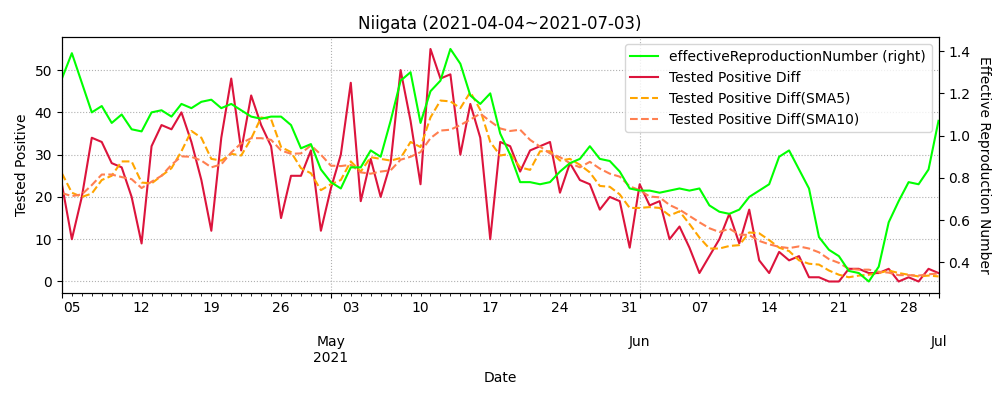 Niigata (2021-04-04~2021-07-03)
effectiveReproductionNumber (right)
Tested Positive Diff
Tested Positive Diff(SMA5)
Tested Positive Diff(SMA10)
Tested Positive
50
40
30
20
10
0
1.4
1.2
1.0
0.8
0.6
0.4
Effective Reproduction Number
05 12 19 26 03 10 17 24 32 07 14 21 28
May Jun Jul
2021
Date